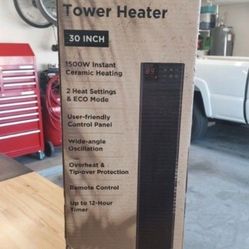 Tower Heater
30 INCH
1500W Instant
Ceramic Heating
2 Heat Settings
& ECO Mode
User-friendly
Control Panel
Wide-angle
Oscillation
Overheat &
Tip-over Protection
Remote Control
Up to 12-Hour
Timer